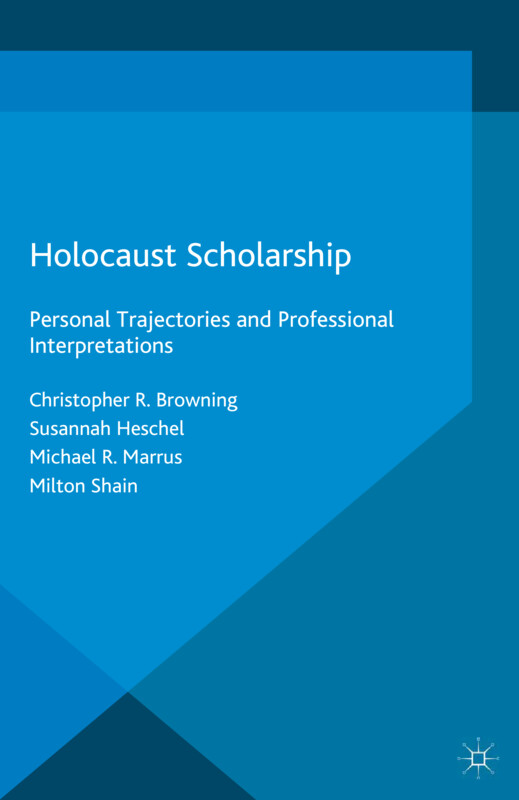 Holocaust Scholarship
Personal Trajectories and Professional
Interpretations
Christopher R. Browning
Susannah Heschel
Michael R. Marrus
Milton Shain